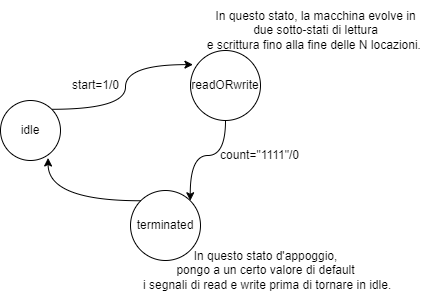 In questo stato, la macchina evolve in
due sotto-stati di lettura
e scrittura fino alla fine delle N locazioni.
start=1/0
readORwrite
idle
count="1111"/0
terminated
In questo stato d'appoggio,
pongo a un certo valore di default
i segnali di read e write prima di tornare in idle.